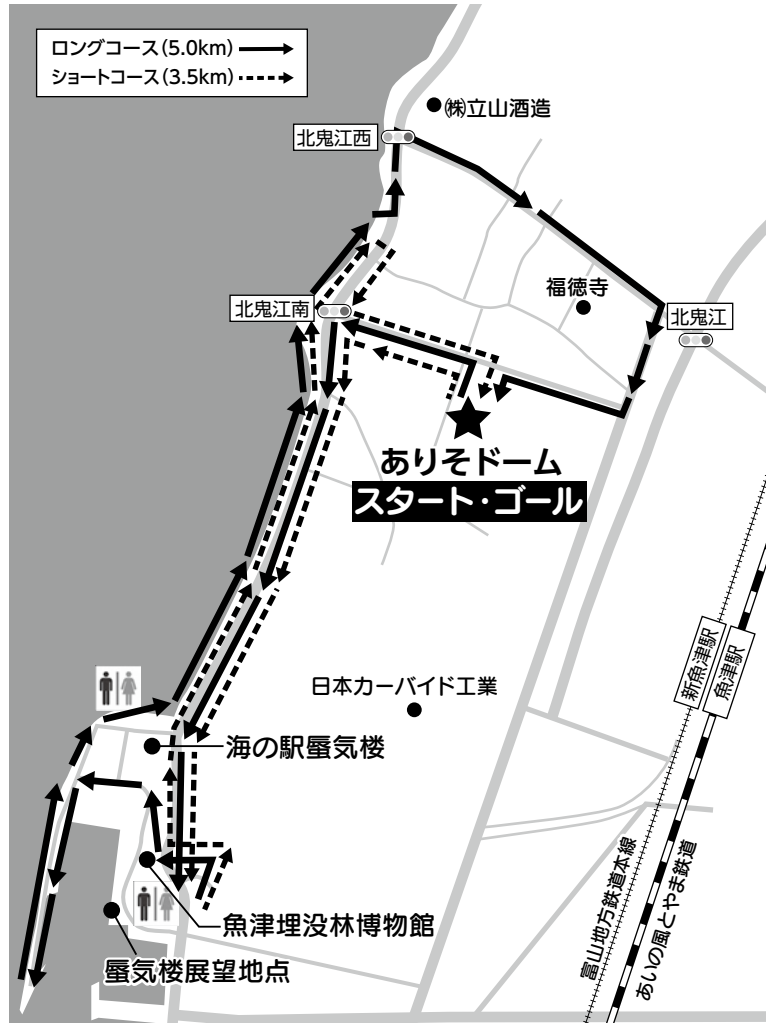 ロングコース(5.0km)
ショートコース(3.5km)
㈱立山酒造
北鬼江西
福徳寺
北鬼江南
北鬼江
ありそドーム
スタート・ゴール
新魚津駅
魚津駅
日本カーバイド工業
海の駅蜃気楼
魚津埋没林博物館
蜃気楼展望地点
富山地方鉄道本線
あいの風とやま鉄道